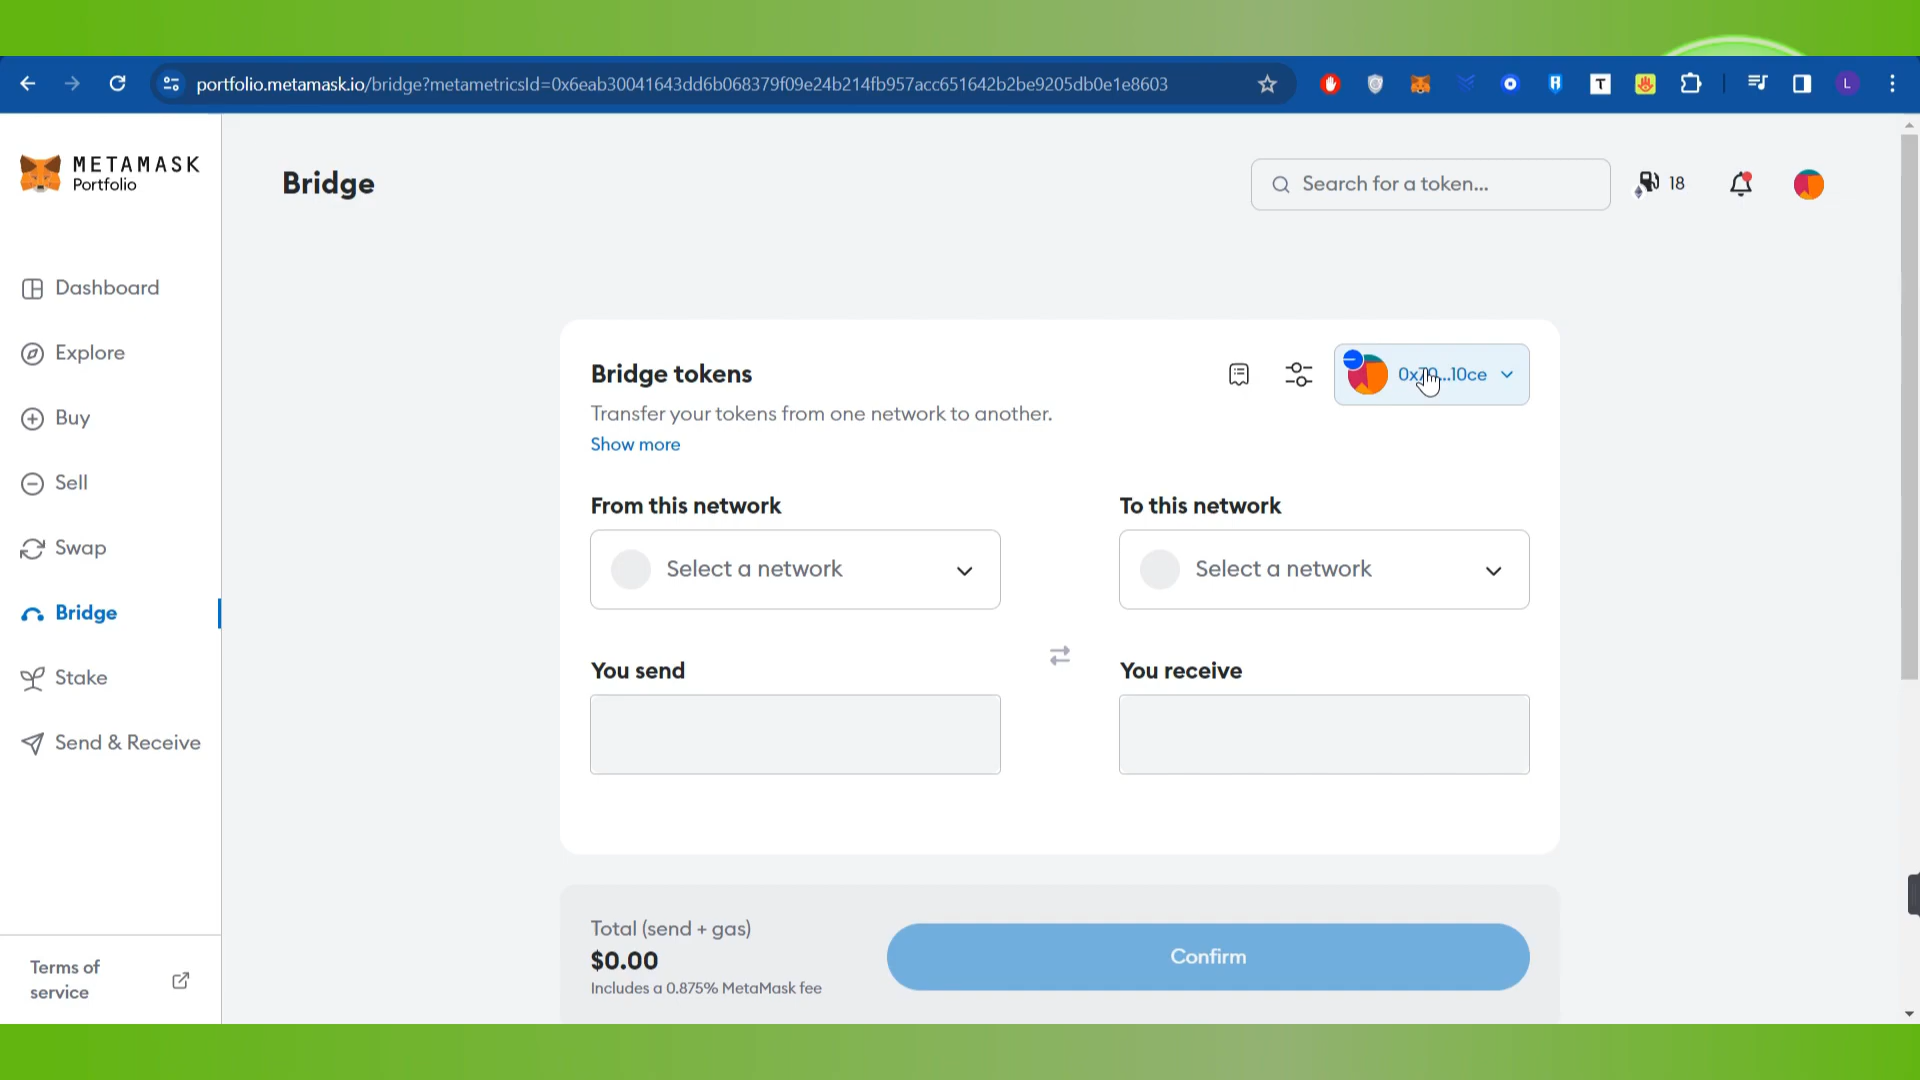 portfolio.metamask.io/bridge?metametricsId=0x6eab30041643dd6b068379f09e24b214fb957acc651642b2be9205db0e1e8603
T
L
METAMASK
Portfolio
Bridge
Search for a token...
18
Dashboard
Explore
Buy
Sell
Swap
Bridge
Stake
Send & Receive
Terms of
service
Bridge tokens
...10ce
Transfer your tokens from one network to another.
Show more
From this network
To this network
Select a network
Select a network
You send
You receive
Total (send + gas)
$0.00
Includes a 0.875% MetaMask fee
Confirm